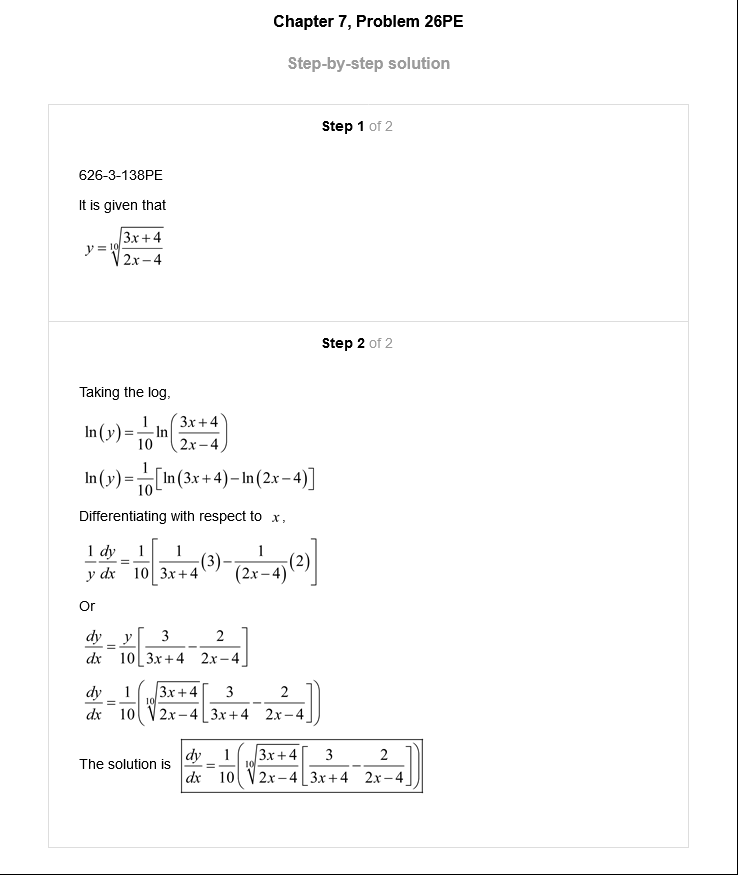 Chapter 7, Problem 26PE
Step-by-step solution
Step 1 of 2
626-3-138PE
It is given that
y = \sqrt[10]{\frac{3x+4}{2x-4}}
Step 2 of 2
Taking the log,
\ln(y) = \frac{1}{10} \ln\left(\frac{3x+4}{2x-4}\right)
\ln(y) = \frac{1}{10} \left[\ln(3x+4) - \ln(2x-4)\right]
Differentiating with respect to x,
\frac{1}{y} \frac{dy}{dx} = \frac{1}{10} \left[\frac{1}{3x+4}(3) - \frac{1}{(2x-4)}(2)\right]
Or
\frac{dy}{dx} = \frac{y}{10} \left[\frac{3}{3x+4} - \frac{2}{2x-4}\right]
\frac{dy}{dx} = \frac{1}{10} \left(\sqrt[10]{\frac{3x+4}{2x-4}} \left[\frac{3}{3x+4} - \frac{2}{2x-4}\right]\right)
The solution is \frac{dy}{dx} = \frac{1}{10} \left(\sqrt[10]{\frac{3x+4}{2x-4}} \left[\frac{3}{3x+4} - \frac{2}{2x-4}\right]\right)